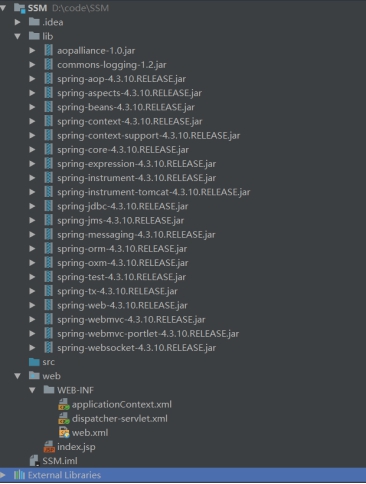 SSM D:\code\SSM
.idea
lib
aopalliance-1.0.jar
commons-logging-1.2.jar
spring-aop-4.3.10.RELEASE.jar
spring-aspects-4.3.10.RELEASE.jar
spring-beans-4.3.10.RELEASE.jar
spring-context-4.3.10.RELEASE.jar
spring-context-support-4.3.10.RELEASE.jar
spring-core-4.3.10.RELEASE.jar
spring-expression-4.3.10.RELEASE.jar
spring-instrument-4.3.10.RELEASE.jar
spring-instrument-tomcat-4.3.10.RELEASE.jar
spring-jdbc-4.3.10.RELEASE.jar
spring-jms-4.3.10.RELEASE.jar
spring-messaging-4.3.10.RELEASE.jar
spring-orm-4.3.10.RELEASE.jar
spring-oxm-4.3.10.RELEASE.jar
spring-test-4.3.10.RELEASE.jar
spring-tx-4.3.10.RELEASE.jar
spring-web-4.3.10.RELEASE.jar
spring-webmvc-4.3.10.RELEASE.jar
spring-webmvc-portlet-4.3.10.RELEASE.jar
spring-websocket-4.3.10.RELEASE.jar
src
web
WEB-INF
applicationContext.xml
dispatcher-servlet.xml
web.xml
index.jsp
SSM.iml
External Libraries